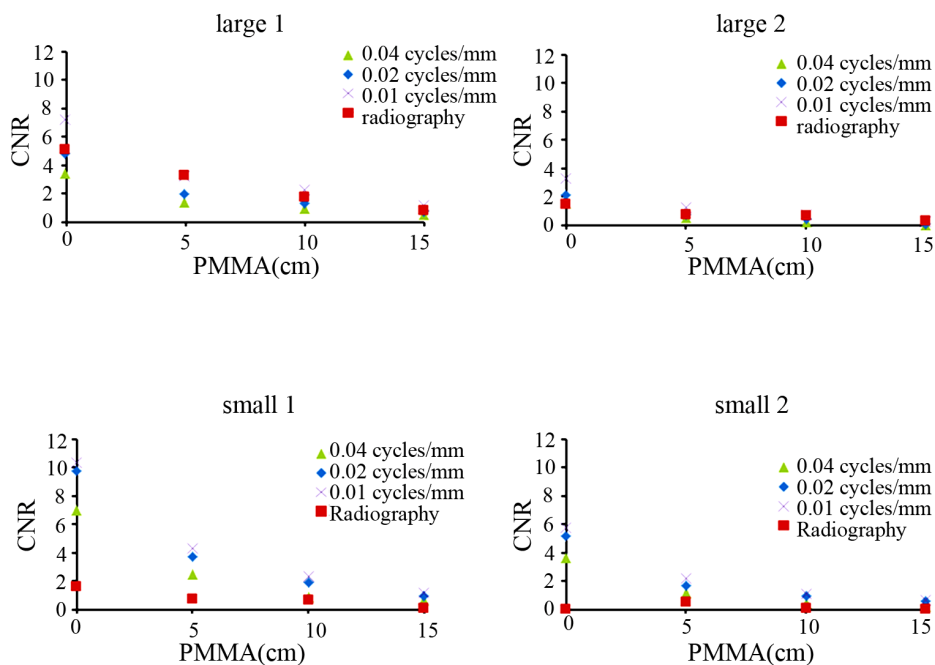 large 1
12
10
8
6
4
2
0
CNR
0.04 cycles/mm
0.02 cycles/mm
0.01 cycles/mm
radiography
0 5 10 15
PMMA(cm)
large 2
12
10
8
6
4
2
0
CNR
0.04 cycles/mm
0.02 cycles/mm
0.01 cycles/mm
radiography
0 5 10 15
PMMA(cm)
small 1
12
10
8
6
4
2
0
CNR
0.04 cycles/mm
0.02 cycles/mm
0.01 cycles/mm
Radiography
0 5 10 15
PMMA(cm)
small 2
12
10
8
6
4
2
0
CNR
0.04 cycles/mm
0.02 cycles/mm
0.01 cycles/mm
Radiography
0 5 10 15
PMMA(cm)